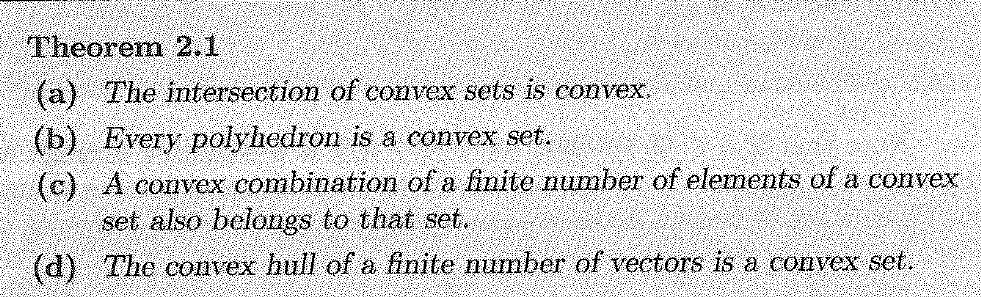 Theorem 2.1
(a) The intersection of convex sets is convex.
(b) Every polyhedron is a convex set.
(c) A convex combination of a finite number of elements of a convex
set also belongs to that set.
(d) The convex hull of a finite number of vectors is a convex set.